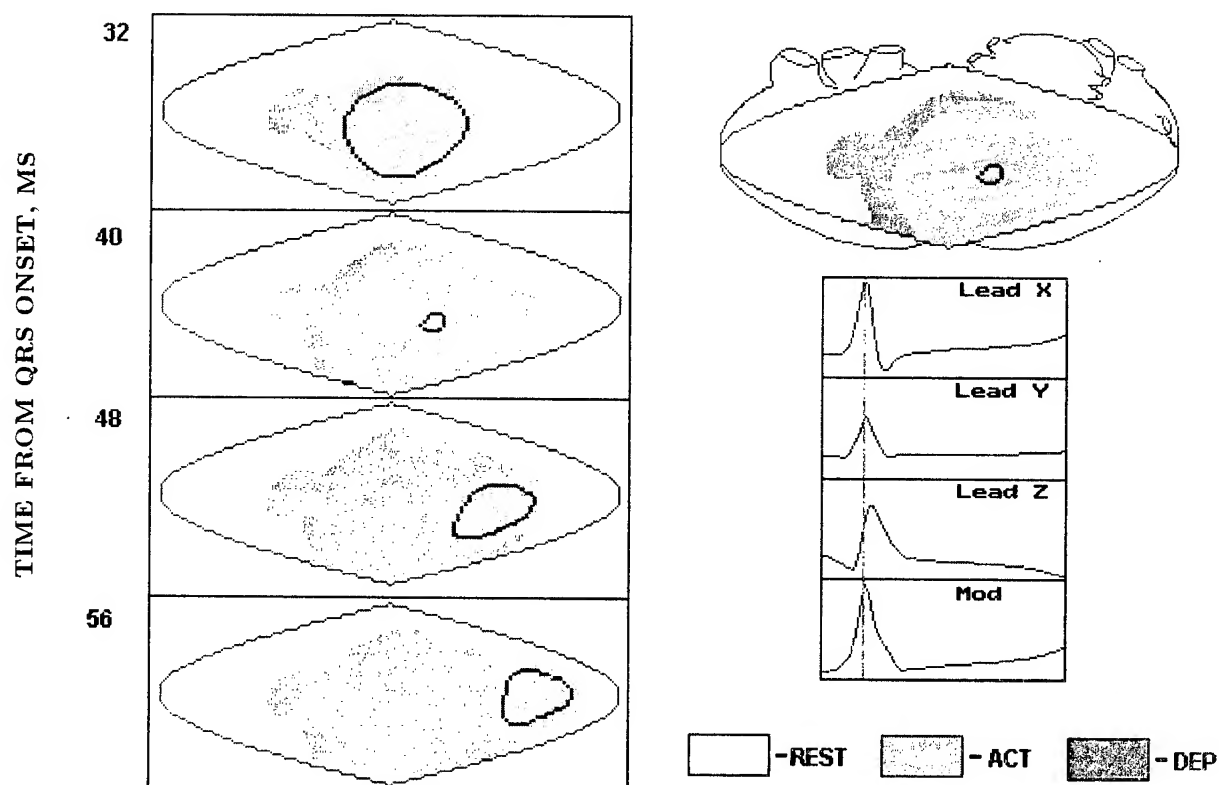 TIME FROM QRS ONSET, MS
32
40
48
56
Lead X
Lead Y
Lead Z
Mod
-REST
-ACT
-DEP